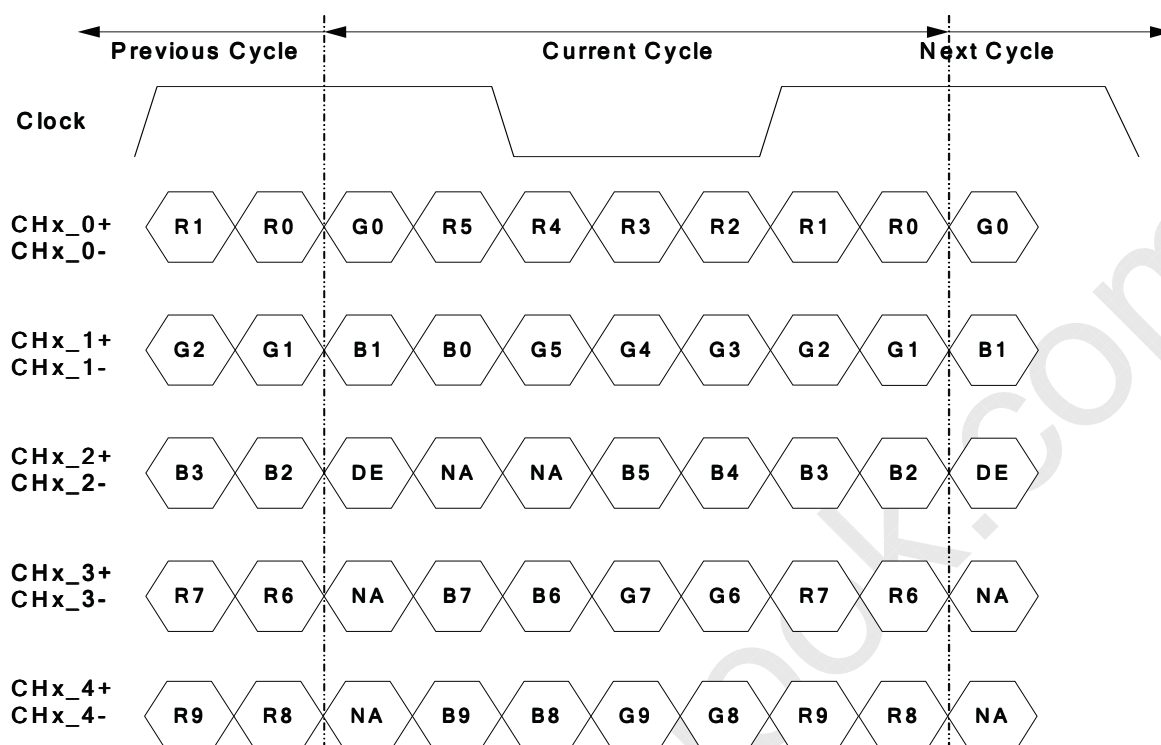 Previous Cycle Current Cycle Next Cycle
Clock
CHx_0+
CHx_0-
R1 R0 G0 R5 R4 R3 R2 R1 R0 G0
CHx_1+
CHx_1-
G2 G1 B1 B0 G5 G4 G3 G2 G1 B1
CHx_2+
CHx_2-
B3 B2 DE NA NA B5 B4 B3 B2 DE
CHx_3+
CHx_3-
R7 R6 NA B7 B6 G7 G6 R7 R6 NA
CHx_4+
CHx_4-
R9 R8 NA B9 B8 G9 G8 R9 R8 NA